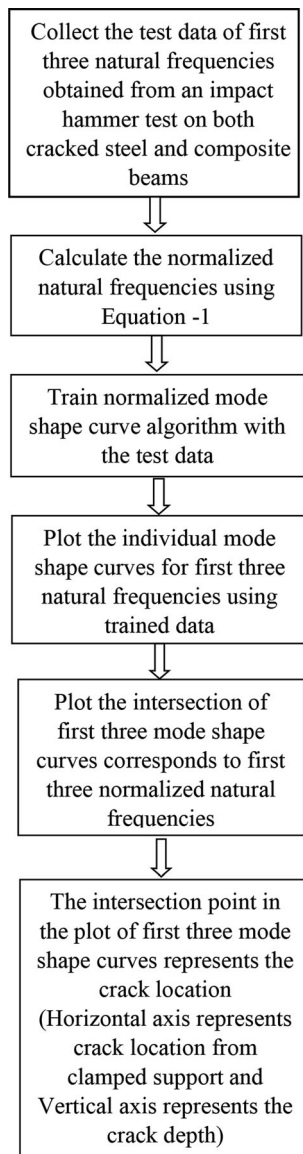 Collect the test data of first
three natural frequencies
obtained from an impact
hammer test on both
cracked steel and composite
beams
Calculate the normalized
natural frequencies using
Equation -1
Train normalized mode
shape curve algorithm with
the test data
Plot the individual mode
shape curves for first three
natural frequencies using
trained data
Plot the intersection of
first three mode shape
curves corresponds to first
three normalized natural
frequencies
The intersection point in
the plot of first three mode
shape curves represents the
crack location
(Horizontal axis represents
crack location from
clamped support and
Vertical axis represents the
crack depth)